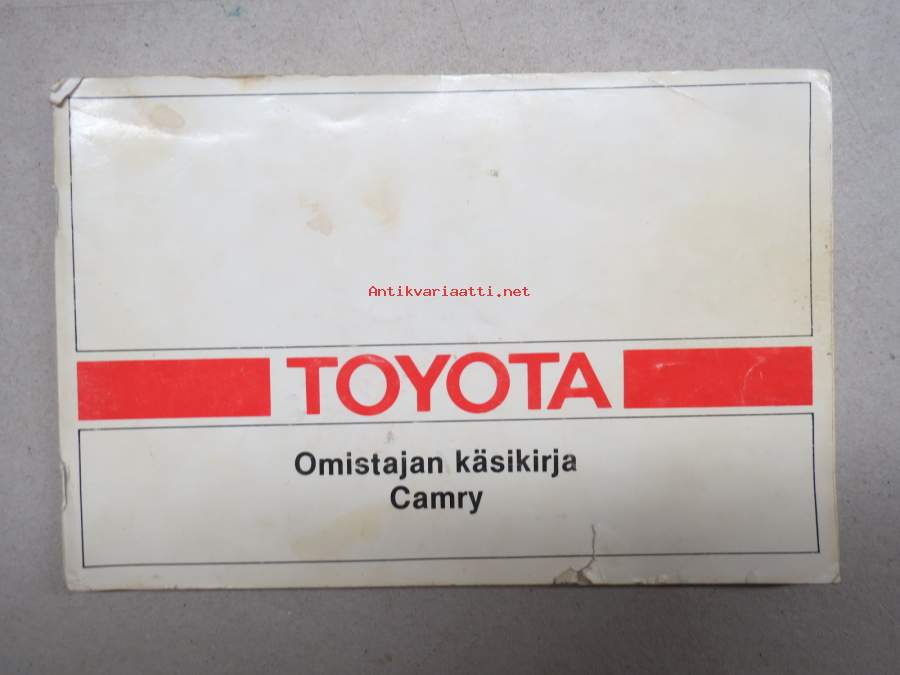 Antikvariaatti.net
TOYOTA
Omistajan käsikirja
Camry